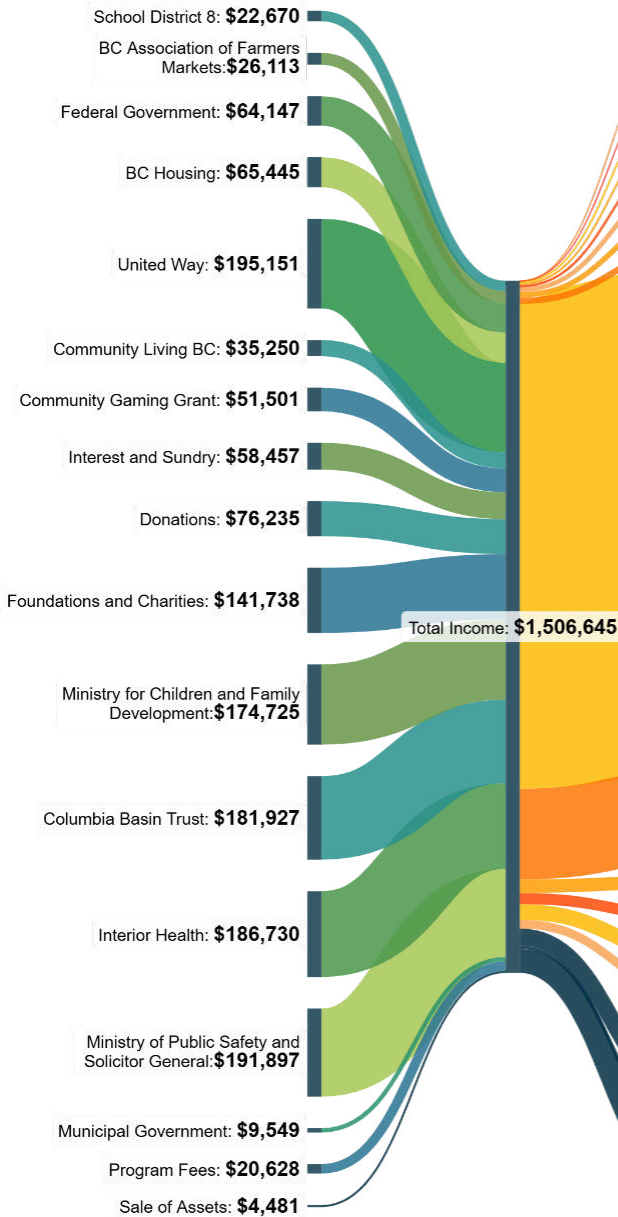 School District 8: $22,670
BC Association of Farmers
Markets:$26,113
Federal Government: $64,147
BC Housing: $65,445
United Way: $195,151
Community Living BC: $35,250
Community Gaming Grant: $51,501
Interest and Sundry: $58,457
Donations: $76,235
Foundations and Charities: $141,738
Total Income: $1,506,645
Ministry for Children and Family
Development:$174,725
Columbia Basin Trust: $181,927
Interior Health: $186,730
Ministry of Public Safety and
Solicitor General:$191,897
Municipal Government: $9,549
Program Fees: $20,628
Sale of Assets: $4,481